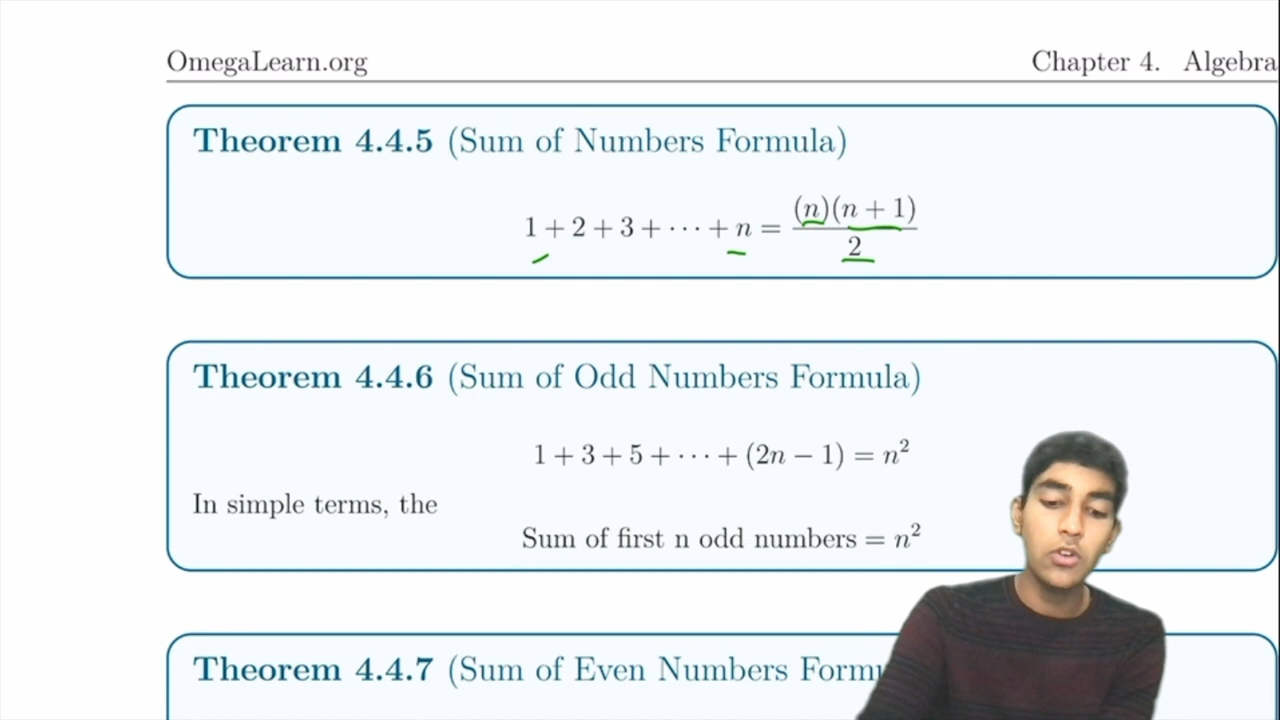 OmegaLearn.org Chapter 4. Algebra
Theorem 4.4.5 (Sum of Numbers Formula)
1 + 2 + 3 + ··· + n = (n)(n + 1) / 2
Theorem 4.4.6 (Sum of Odd Numbers Formula)
1 + 3 + 5 + ··· + (2n − 1) = n²
In simple terms, the
Sum of first n odd numbers = n²
Theorem 4.4.7 (Sum of Even Numbers